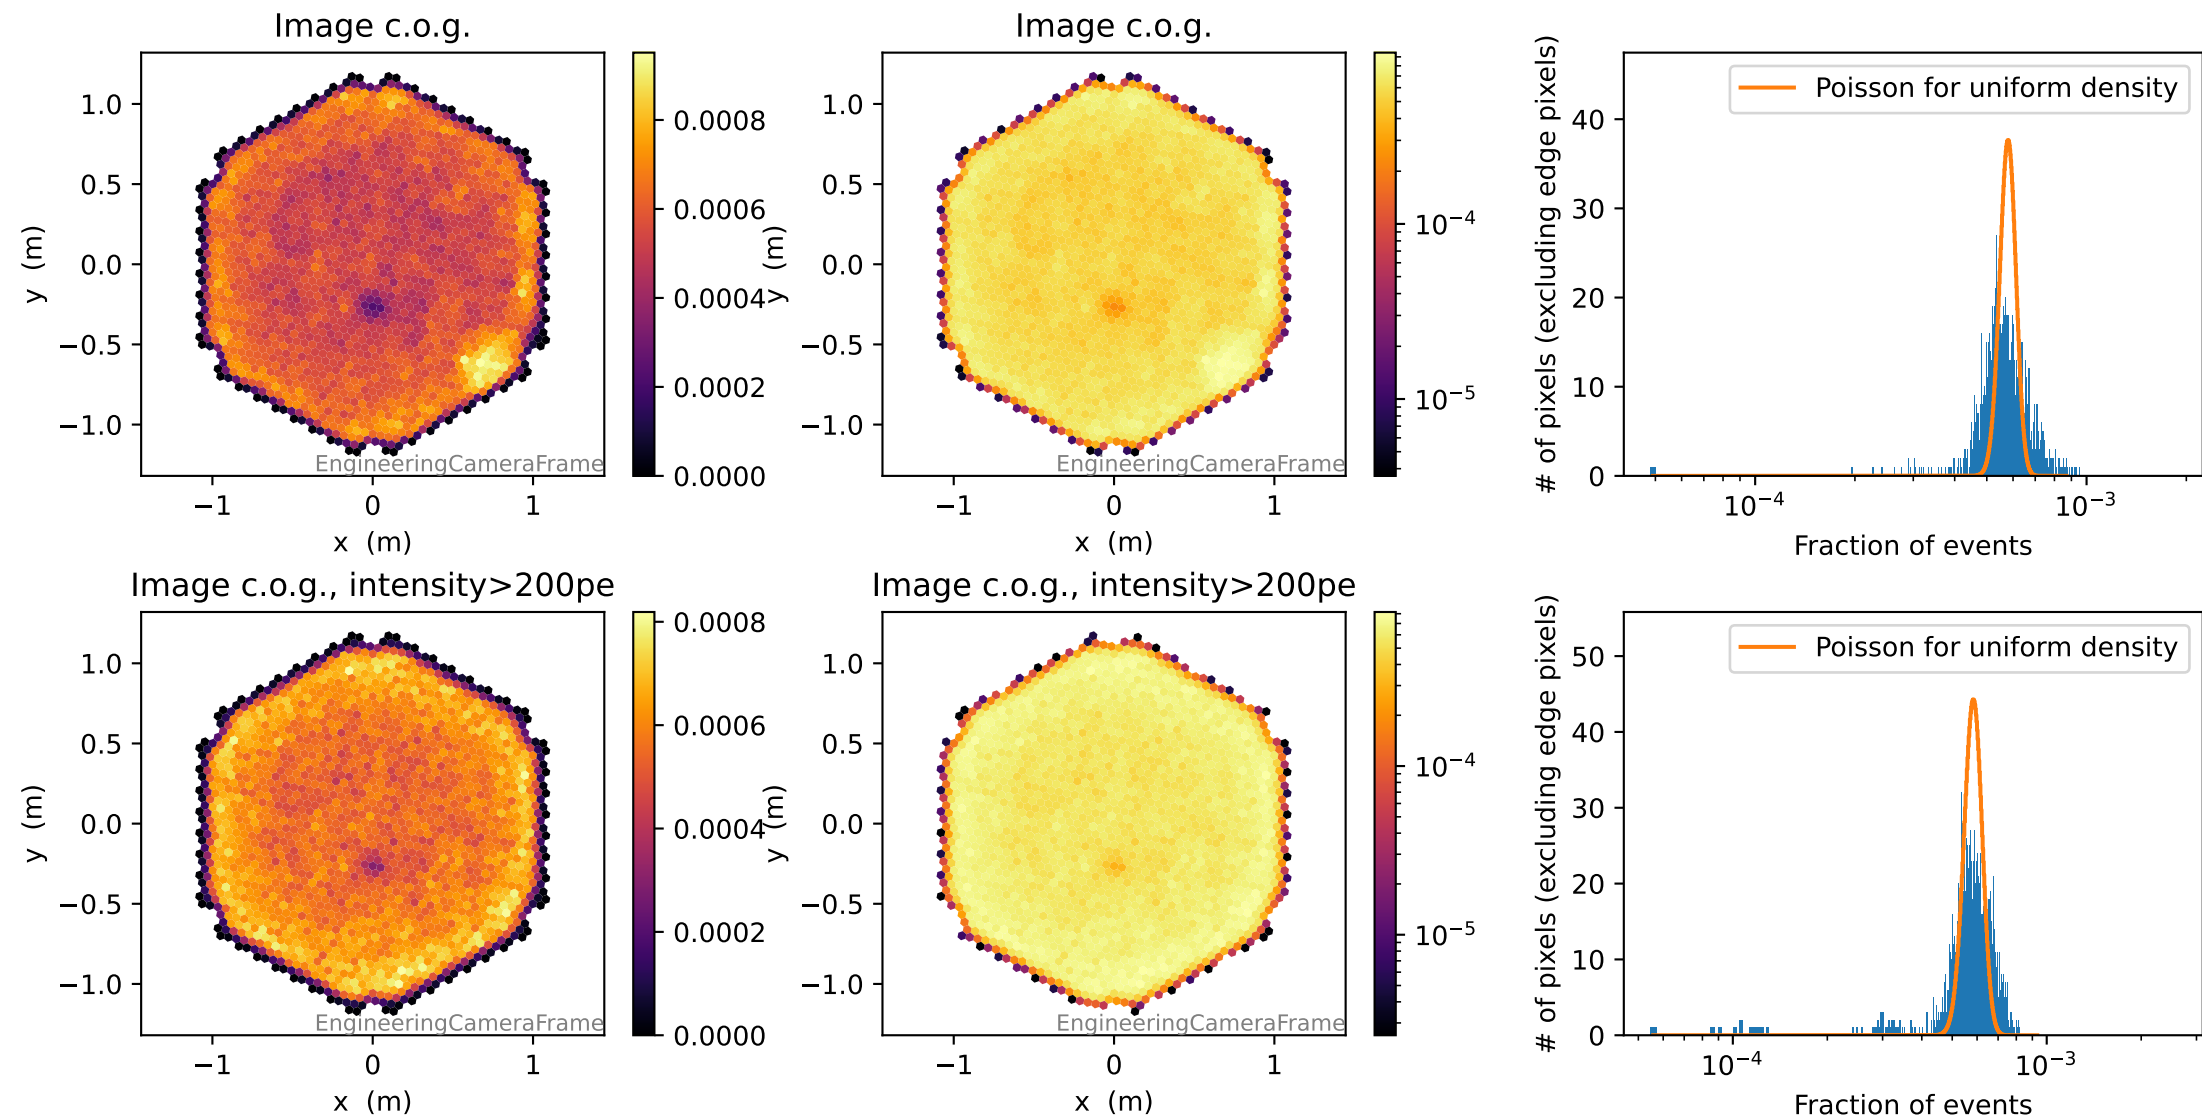 Image c.o.g.
1.0
0.5
0.0
−0.5
−1.0
y (m)
−1
0
1
x (m)
EngineeringCameraFrame
0.0008
0.0006
0.0004
0.0002
0.0000
Image c.o.g.
1.0
0.5
0.0
−0.5
−1.0
y (m)
−1
0
1
x (m)
EngineeringCameraFrame
10⁻⁴
10⁻⁵
Poisson for uniform density
# of pixels (excluding edge pixels)
40
30
20
10
0
10⁻⁴
10⁻³
Fraction of events
Image c.o.g., intensity>200pe
1.0
0.5
0.0
−0.5
−1.0
y (m)
−1
0
1
x (m)
EngineeringCameraFrame
0.0008
0.0006
0.0004
0.0002
0.0000
Image c.o.g., intensity>200pe
1.0
0.5
0.0
−0.5
−1.0
y (m)
−1
0
1
x (m)
EngineeringCameraFrame
10⁻⁴
10⁻⁵
Poisson for uniform density
# of pixels (excluding edge pixels)
50
40
30
20
10
0
10⁻⁴
10⁻³
Fraction of events